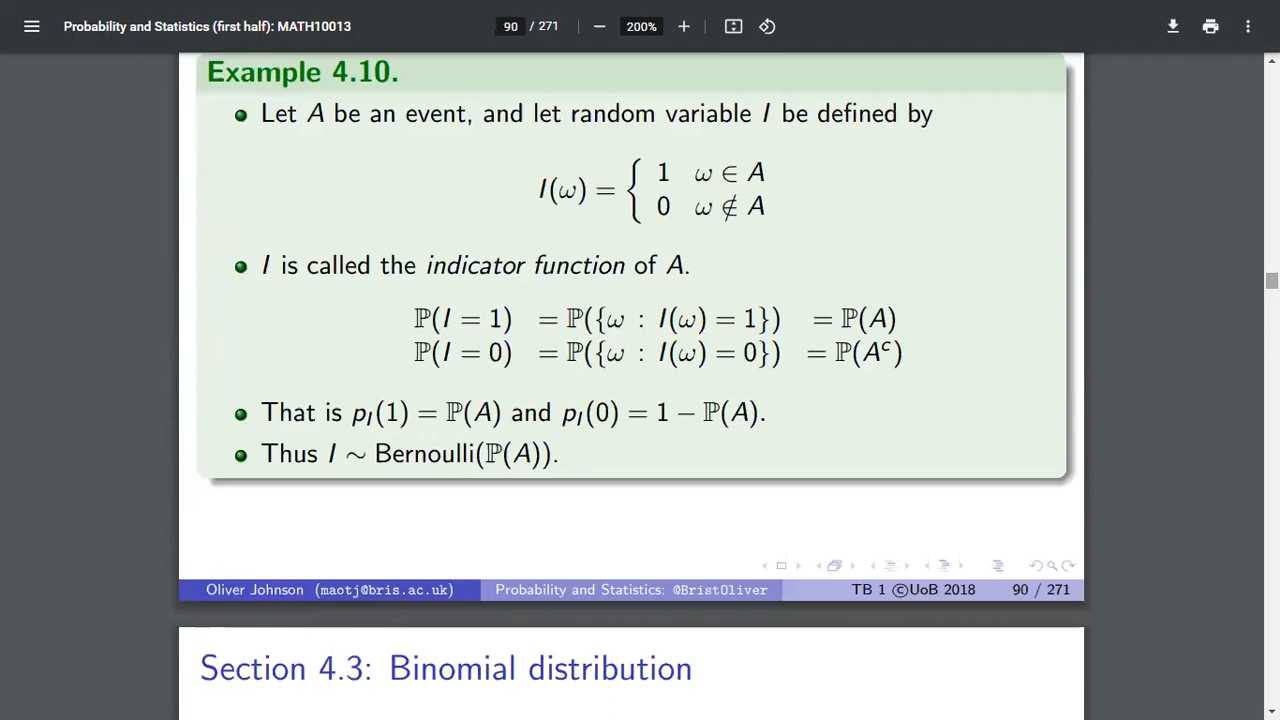 Probability and Statistics (first half): MATH10013 90 / 271 200%
Example 4.10.
Let A be an event, and let random variable I be defined by
I(ω) = { 1 ω ∈ A
0 ω ∉ A
I is called the indicator function of A.
ℙ(I = 1) = ℙ({ω : I(ω) = 1}) = ℙ(A)
ℙ(I = 0) = ℙ({ω : I(ω) = 0}) = ℙ(Aᶜ)
That is p_I(1) = ℙ(A) and p_I(0) = 1 − ℙ(A).
Thus I ∼ Bernoulli(ℙ(A)).
Oliver Johnson (maotj@bris.ac.uk) Probability and Statistics: @BristOliver TB 1 ©UoB 2018 90 / 271
Section 4.3: Binomial distribution